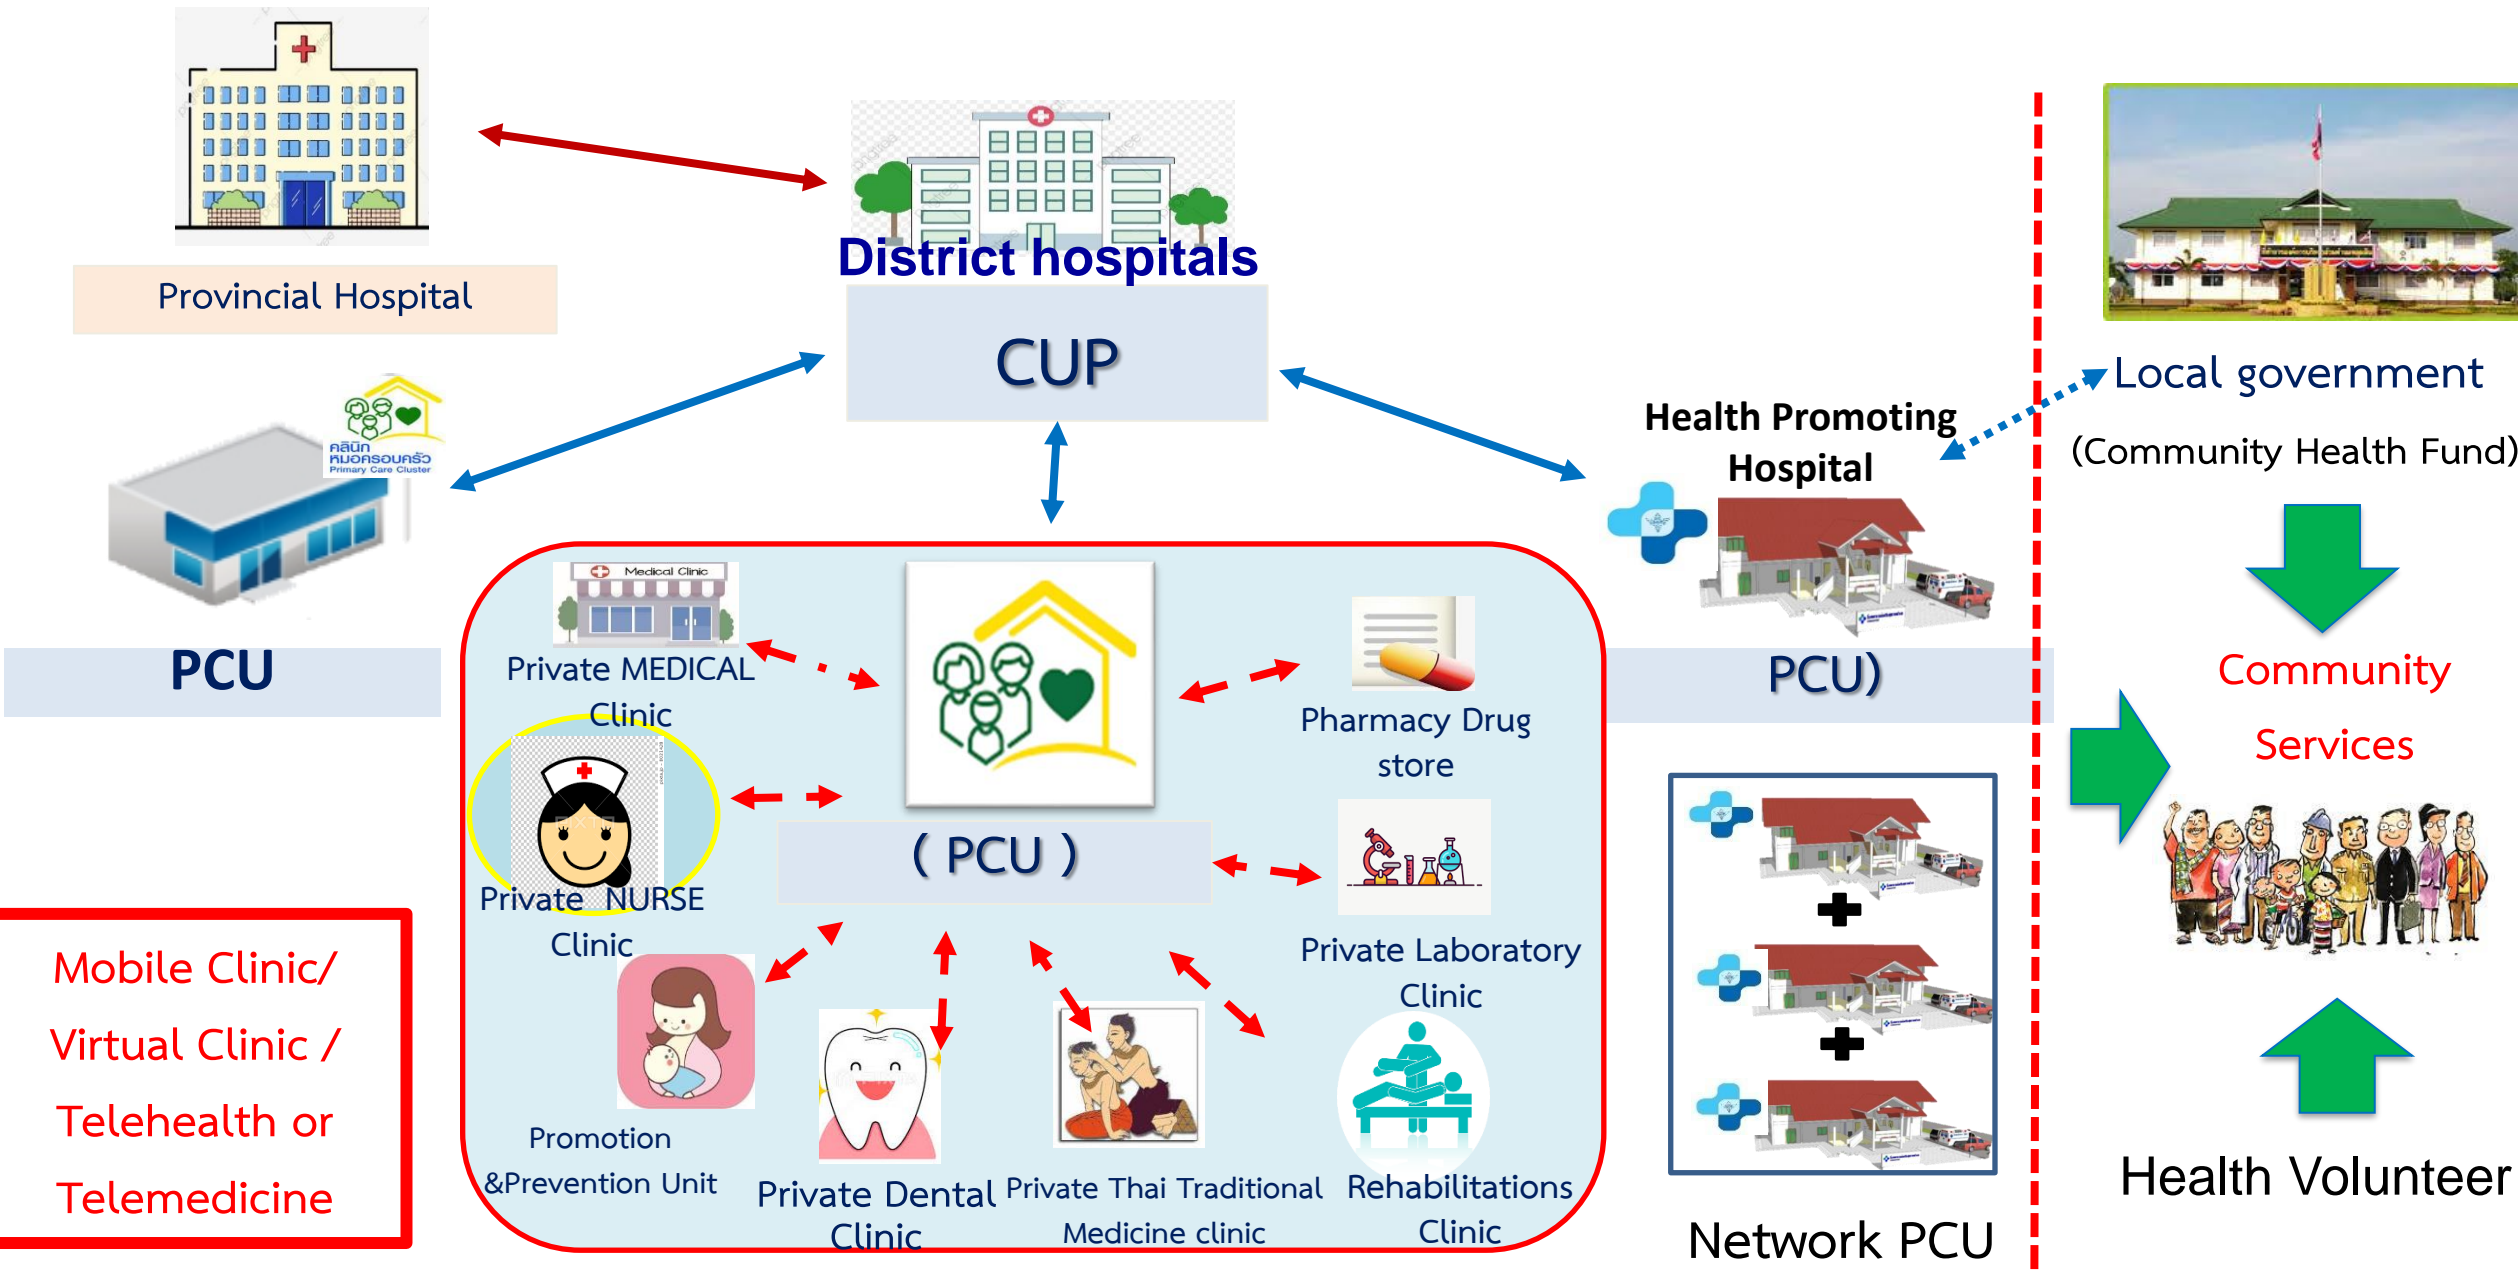 Provincial Hospital
District hospitals
CUP
คลินิก
หมอครอบครัว
Primary Care Cluster
PCU
Mobile Clinic/
Virtual Clinic /
Telehealth or
Telemedicine
Medical Clinic
Private MEDICAL
Clinic
Private NURSE
Clinic
Promotion
&Prevention Unit
Private Dental
Clinic
Private Thai Traditional
Medicine clinic
Rehabilitations
Clinic
Private Laboratory
Clinic
Pharmacy Drug
store
( PCU )
Health Promoting
Hospital
PCU)
Network PCU
Local government
(Community Health Fund)
Community
Services
Health Volunteer